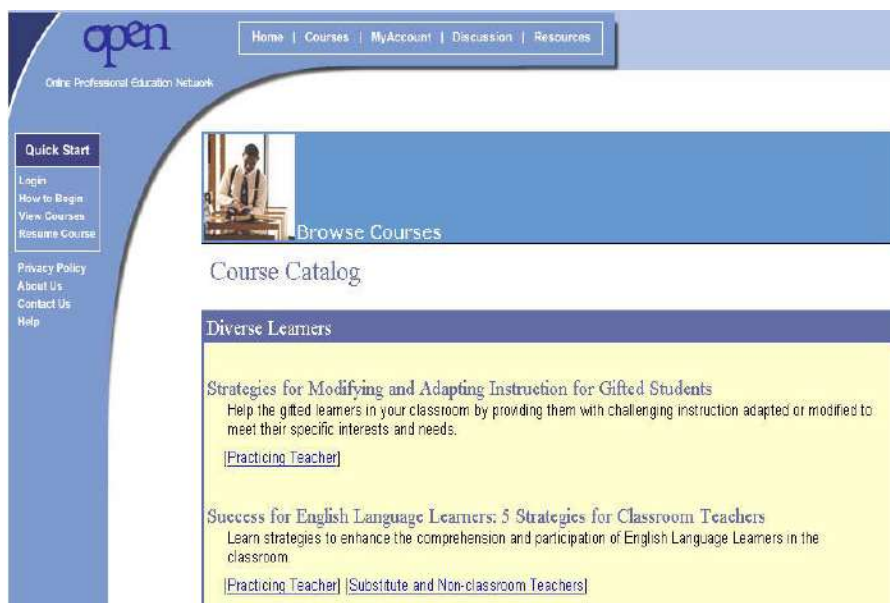 open
Online Professional Education Network
Home | Courses | MyAccount | Discussion | Resources
Quick Start
Login
How to Begin
View Courses
Resume Course
Privacy Policy
About Us
Contact Us
Help
Browse Courses
Course Catalog
Diverse Learners
Strategies for Modifying and Adapting Instruction for Gifted Students
Help the gifted learners in your classroom by providing them with challenging instruction adapted or modified to
meet their specific interests and needs.
[Practicing Teacher]
Success for English Language Learners: 5 Strategies for Classroom Teachers
Learn strategies to enhance the comprehension and participation of English Language Learners in the
classroom.
[Practicing Teacher] [Substitute and Non-classroom Teachers]